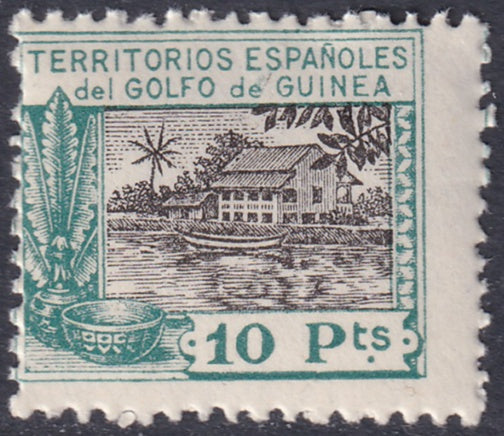 TERRITORIOS ESPAÑOLES
del GOLFO de GUINEA
10 Pts.